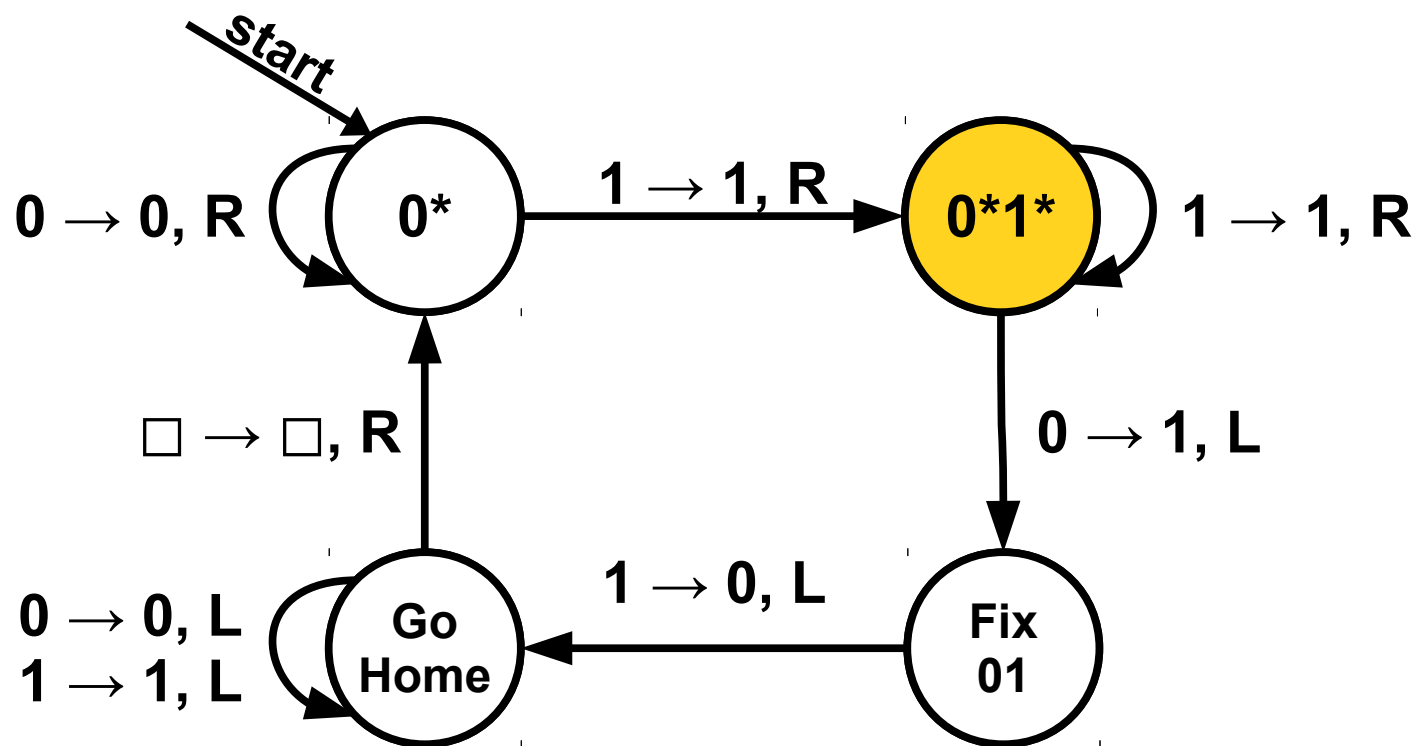 start
0 → 0, R
0*
1 → 1, R
0*1*
1 → 1, R
□ → □, R
0 → 1, L
0 → 0, L
1 → 1, L
Go
Home
1 → 0, L
Fix
01